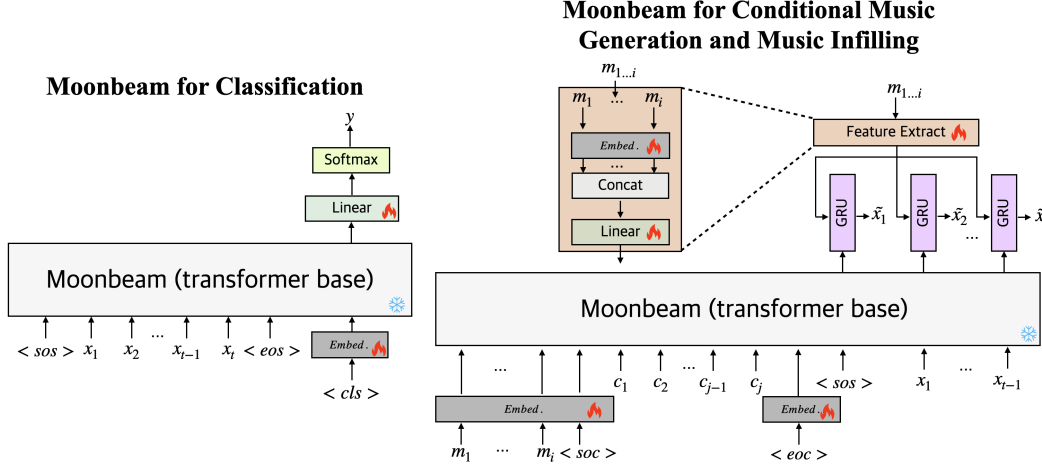 Moonbeam for Classification
y
Softmax
Linear
Moonbeam (transformer base)
< sos > x₁ x₂ ... xₜ₋₁ xₜ < eos >
Embed .
< cls >
Moonbeam for Conditional Music
Generation and Music Infilling
m₁...ᵢ
m₁ ... mᵢ
Embed .
...
Concat
Linear
m₁...ᵢ
Feature Extract
GRU x̃₁ GRU x̃₂ ... GRU
Moonbeam (transformer base)
... c₁ c₂ ... cⱼ₋₁ cⱼ < sos > x₁ ... xₜ₋₁
Embed . Embed .
m₁ ... mᵢ < soc > < eoc >